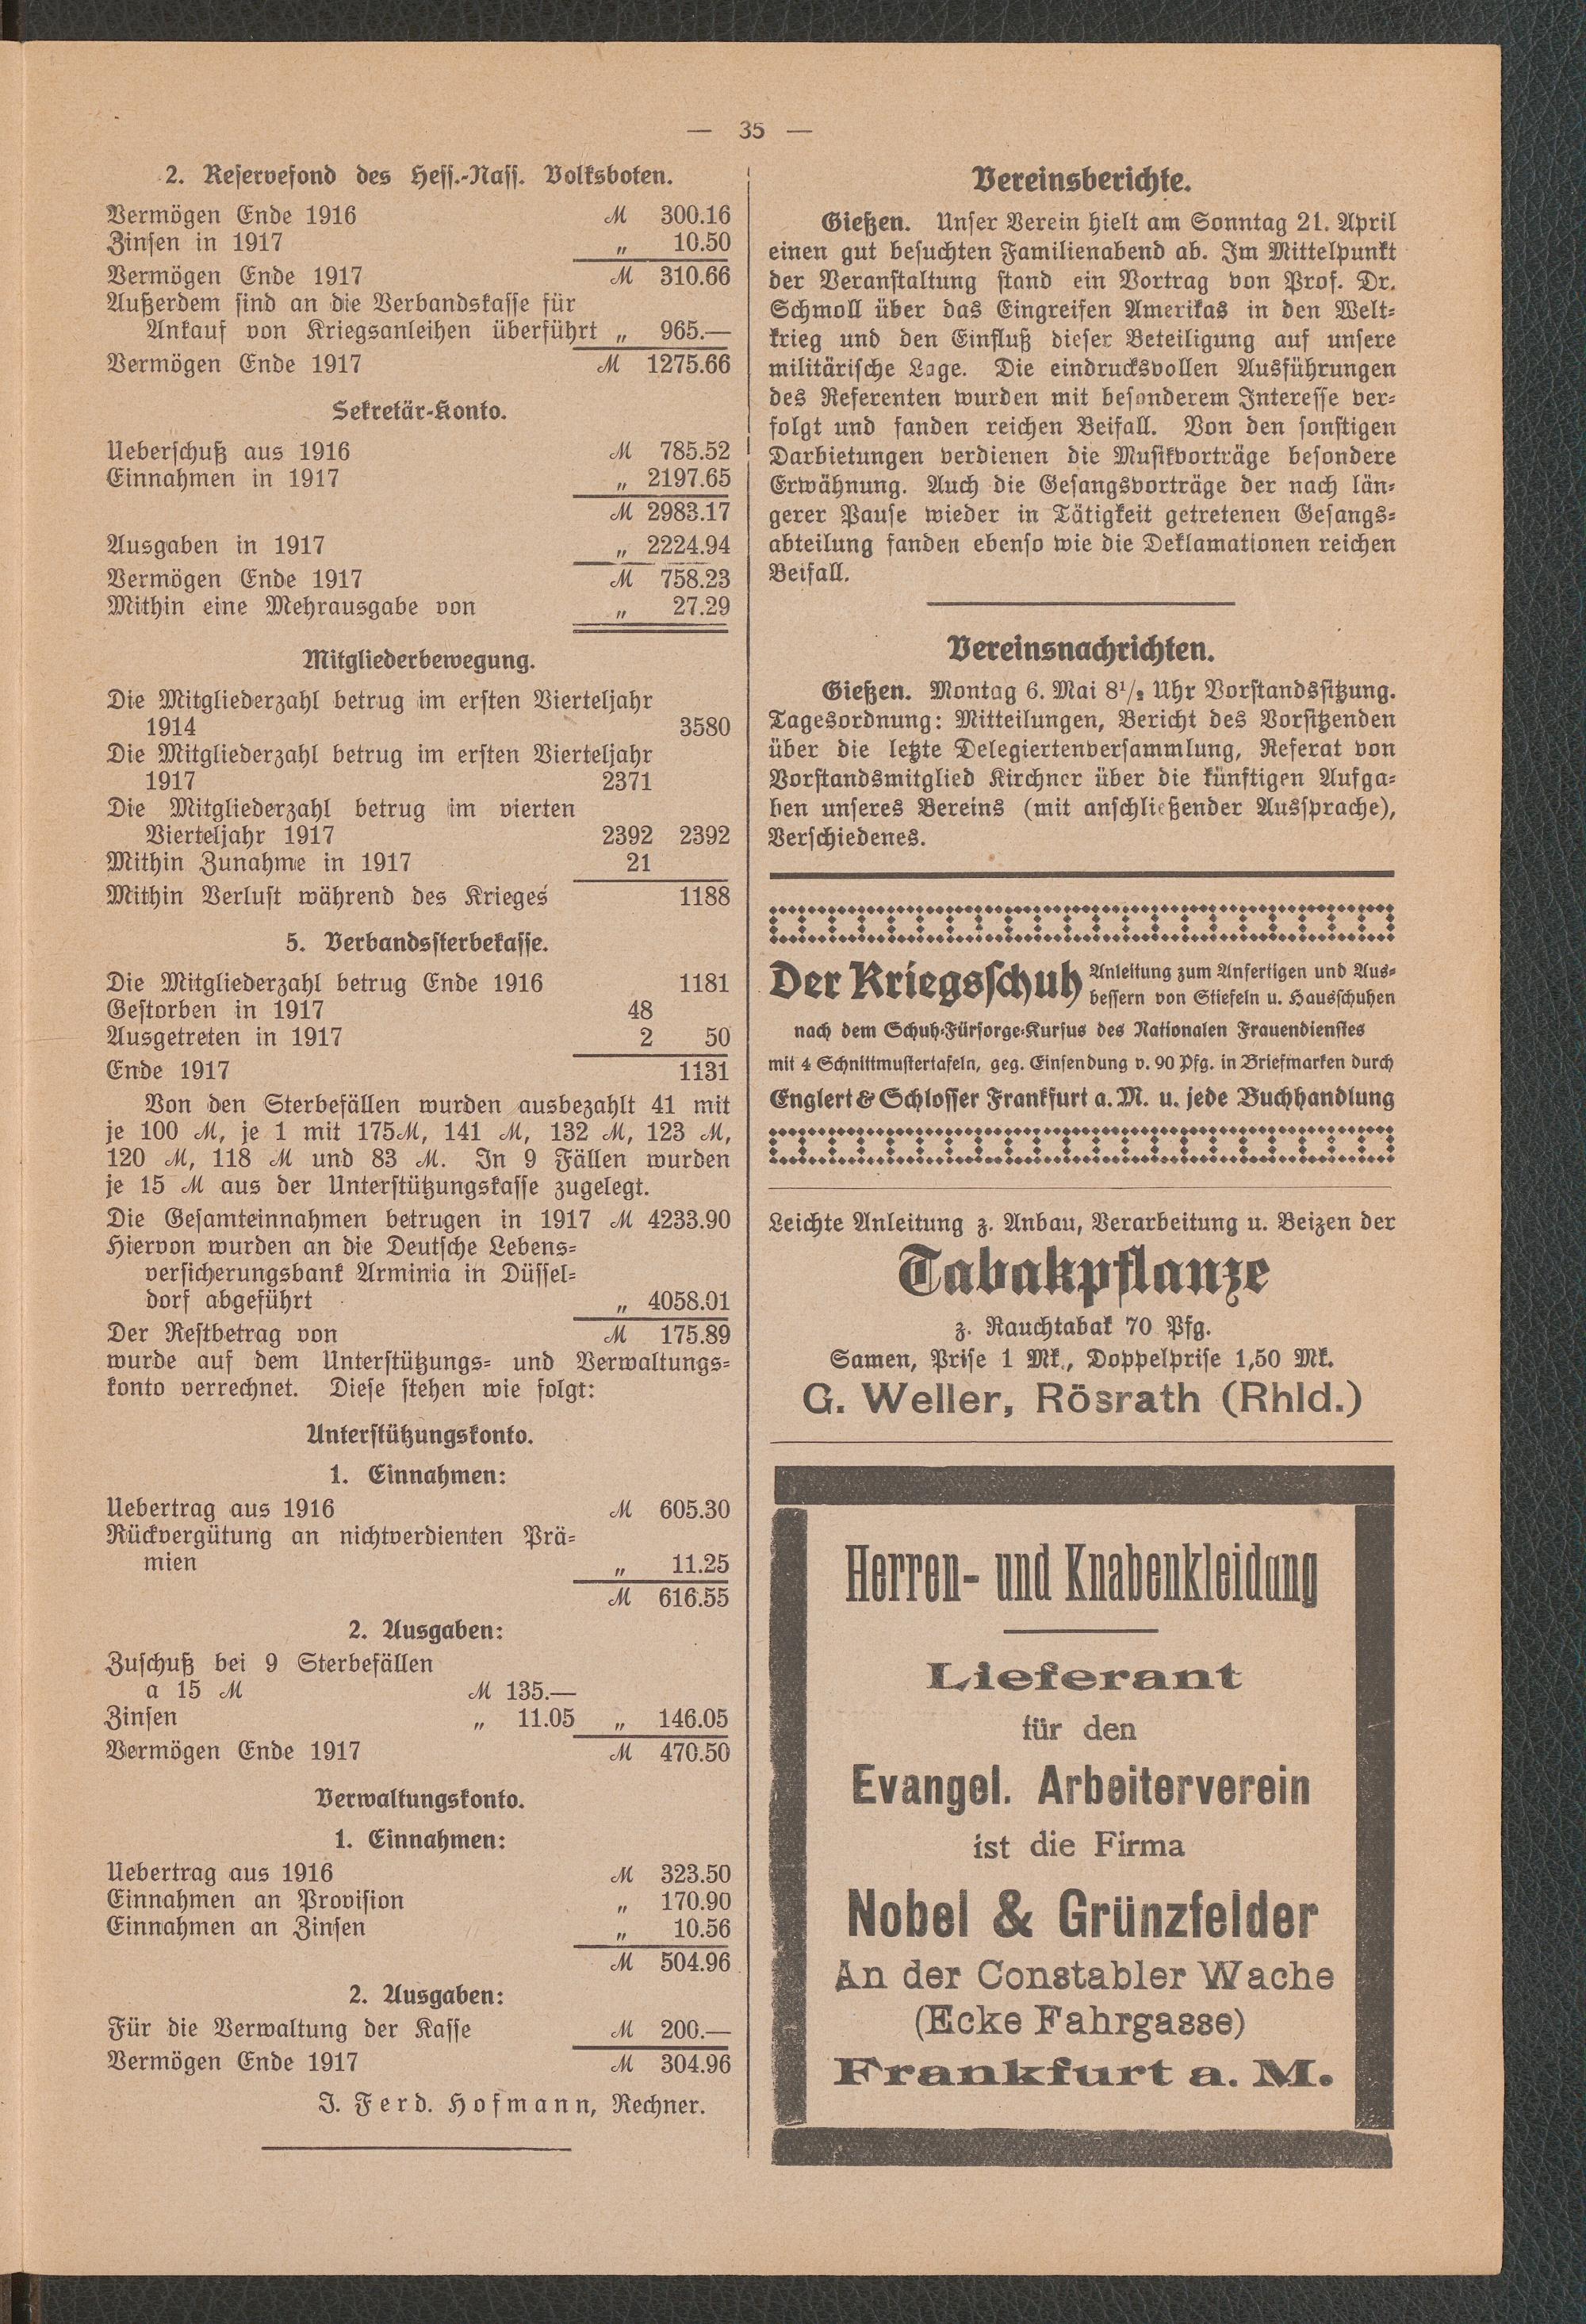 — 35 —
2. Reservefond des Hess.-Nass. Volksboten.
Vermögen Ende 1916 ℳ 300.16
Zinsen in 1917 „ 10.50
Vermögen Ende 1917 ℳ 310.66
Außerdem sind an die Verbandskasse für
Ankauf von Kriegsanleihen überführt „ 965.—
Vermögen Ende 1917 ℳ 1275.66
Sekretär-Konto.
Ueberschuß aus 1916 ℳ 785.52
Einnahmen in 1917 „ 2197.65
ℳ 2983.17
Ausgaben in 1917 „ 2224.94
Vermögen Ende 1917 ℳ 758.23
Mithin eine Mehrausgabe von „ 27.29
Mitgliederbewegung.
Die Mitgliederzahl betrug im ersten Vierteljahr
1914 3580
Die Mitgliederzahl betrug im ersten Vierteljahr
1917 2371
Die Mitgliederzahl betrug im vierten
Vierteljahr 1917 2392 2392
Mithin Zunahme in 1917 21
Mithin Verlust während des Krieges 1188
5. Verbandssterbekasse.
Die Mitgliederzahl betrug Ende 1916 1181
Gestorben in 1917 48
Ausgetreten in 1917 2 50
Ende 1917 1131
Von den Sterbefällen wurden ausbezahlt 41 mit
je 100 ℳ, je 1 mit 175ℳ, 141 ℳ, 132 ℳ, 123 ℳ,
120 ℳ, 118 ℳ und 83 ℳ. In 9 Fällen wurden
je 15 ℳ aus der Unterstützungskasse zugelegt.
Die Gesamteinnahmen betrugen in 1917 ℳ 4233.90
Hiervon wurden an die Deutsche Lebens-
versicherungsbank Arminia in Düssel-
dorf abgeführt „ 4058.01
Der Restbetrag von ℳ 175.89
wurde auf dem Unterstützungs- und Verwaltungs-
konto verrechnet. Diese stehen wie folgt:
Unterstützungskonto.
1. Einnahmen:
Uebertrag aus 1916 ℳ 605.30
Rückvergütung an nichtverdienten Prä-
mien „ 11.25
ℳ 616.55
2. Ausgaben:
Zuschuß bei 9 Sterbefällen
a 15 ℳ ℳ 135.—
Zinsen „ 11.05 „ 146.05
Vermögen Ende 1917 ℳ 470.50
Verwaltungskonto.
1. Einnahmen:
Uebertrag aus 1916 ℳ 323.50
Einnahmen an Provision „ 170.90
Einnahmen an Zinsen „ 10.56
ℳ 504.96
2. Ausgaben:
Für die Verwaltung der Kasse ℳ 200.—
Vermögen Ende 1917 ℳ 304.96
J. Ferd. Hofmann, Rechner.
Vereinsberichte.
Gießen. Unser Verein hielt am Sonntag 21. April
einen gut besuchten Familienabend ab. Im Mittelpunkt
der Veranstaltung stand ein Vortrag von Prof. Dr.
Schmoll über das Eingreifen Amerikas in den Welt-
krieg und den Einfluß dieser Beteiligung auf unsere
militärische Lage. Die eindrucksvollen Ausführungen
des Referenten wurden mit besonderem Interesse ver-
folgt und fanden reichen Beifall. Von den sonstigen
Darbietungen verdienen die Musikvorträge besondere
Erwähnung. Auch die Gesangsvorträge der nach län-
gerer Pause wieder in Tätigkeit getretenen Gesangs-
abteilung fanden ebenso wie die Deklamationen reichen
Beifall.
Vereinsnachrichten.
Gießen. Montag 6. Mai 8¹/₂ Uhr Vorstandssitzung.
Tagesordnung: Mitteilungen, Bericht des Vorsitzenden
über die letzte Delegiertenversammlung, Referat von
Vorstandsmitglied Kirchner über die künftigen Aufga-
ben unseres Vereins (mit anschließender Aussprache),
Verschiedenes.
Der Kriegsschuh Anleitung zum Anfertigen und Aus-
bessern von Stiefeln u. Hausschuhen
nach dem Schuh-Fürsorge-Kursus des Nationalen Frauendienstes
mit 4 Schnittmustertafeln, geg. Einsendung v. 90 Pfg. in Briefmarken durch
Englert & Schlosser Frankfurt a. M. u. jede Buchhandlung
Leichte Anleitung z. Anbau, Verarbeitung u. Beizen der
Tabakpflanze
z. Rauchtabak 70 Pfg.
Samen, Prise 1 Mk., Doppelprise 1,50 Mk.
G. Weller, Rösrath (Rhld.)
Herren- und Knabenkleidung
Lieferant
für den
Evangel. Arbeiterverein
ist die Firma
Nobel & Grünzfelder
An der Constabler Wache
(Ecke Fahrgasse)
Frankfurt a. M.